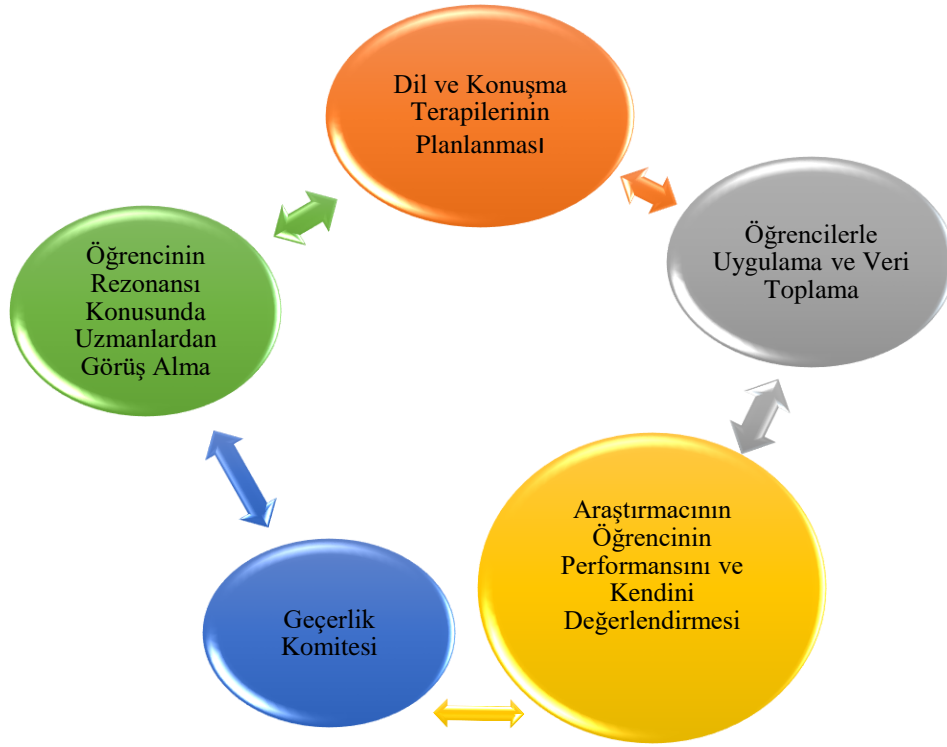 Dil ve Konuşma
Terapilerinin
Planlanması
Öğrencilerle
Uygulama ve Veri
Toplama
Araştırmacının
Öğrencinin
Performansını ve
Kendini
Değerlendirmesi
Geçerlik
Komitesi
Öğrencinin
Rezonansı
Konusunda
Uzmanlardan
Görüş Alma